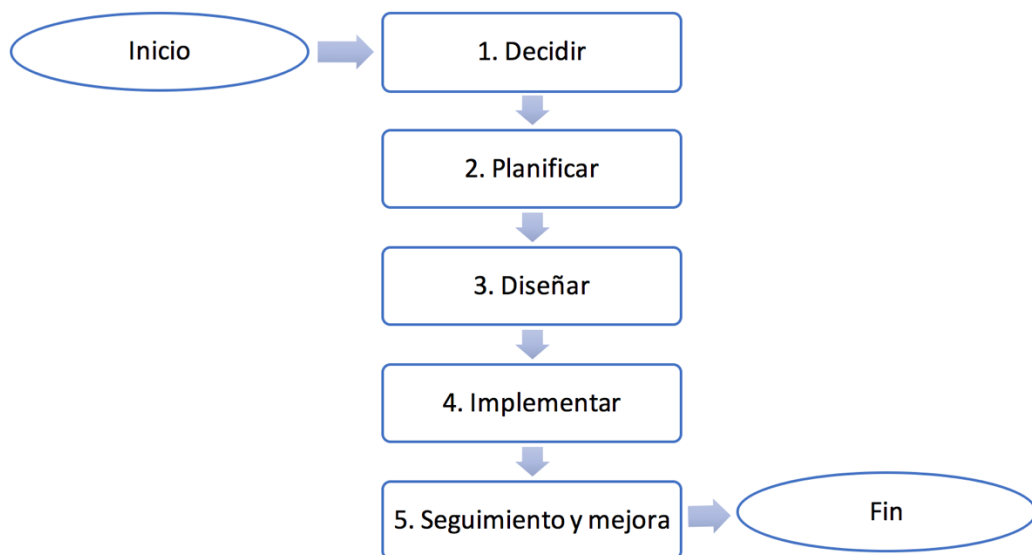 Inicio
1. Decidir
2. Planificar
3. Diseñar
4. Implementar
5. Seguimiento y mejora
Fin